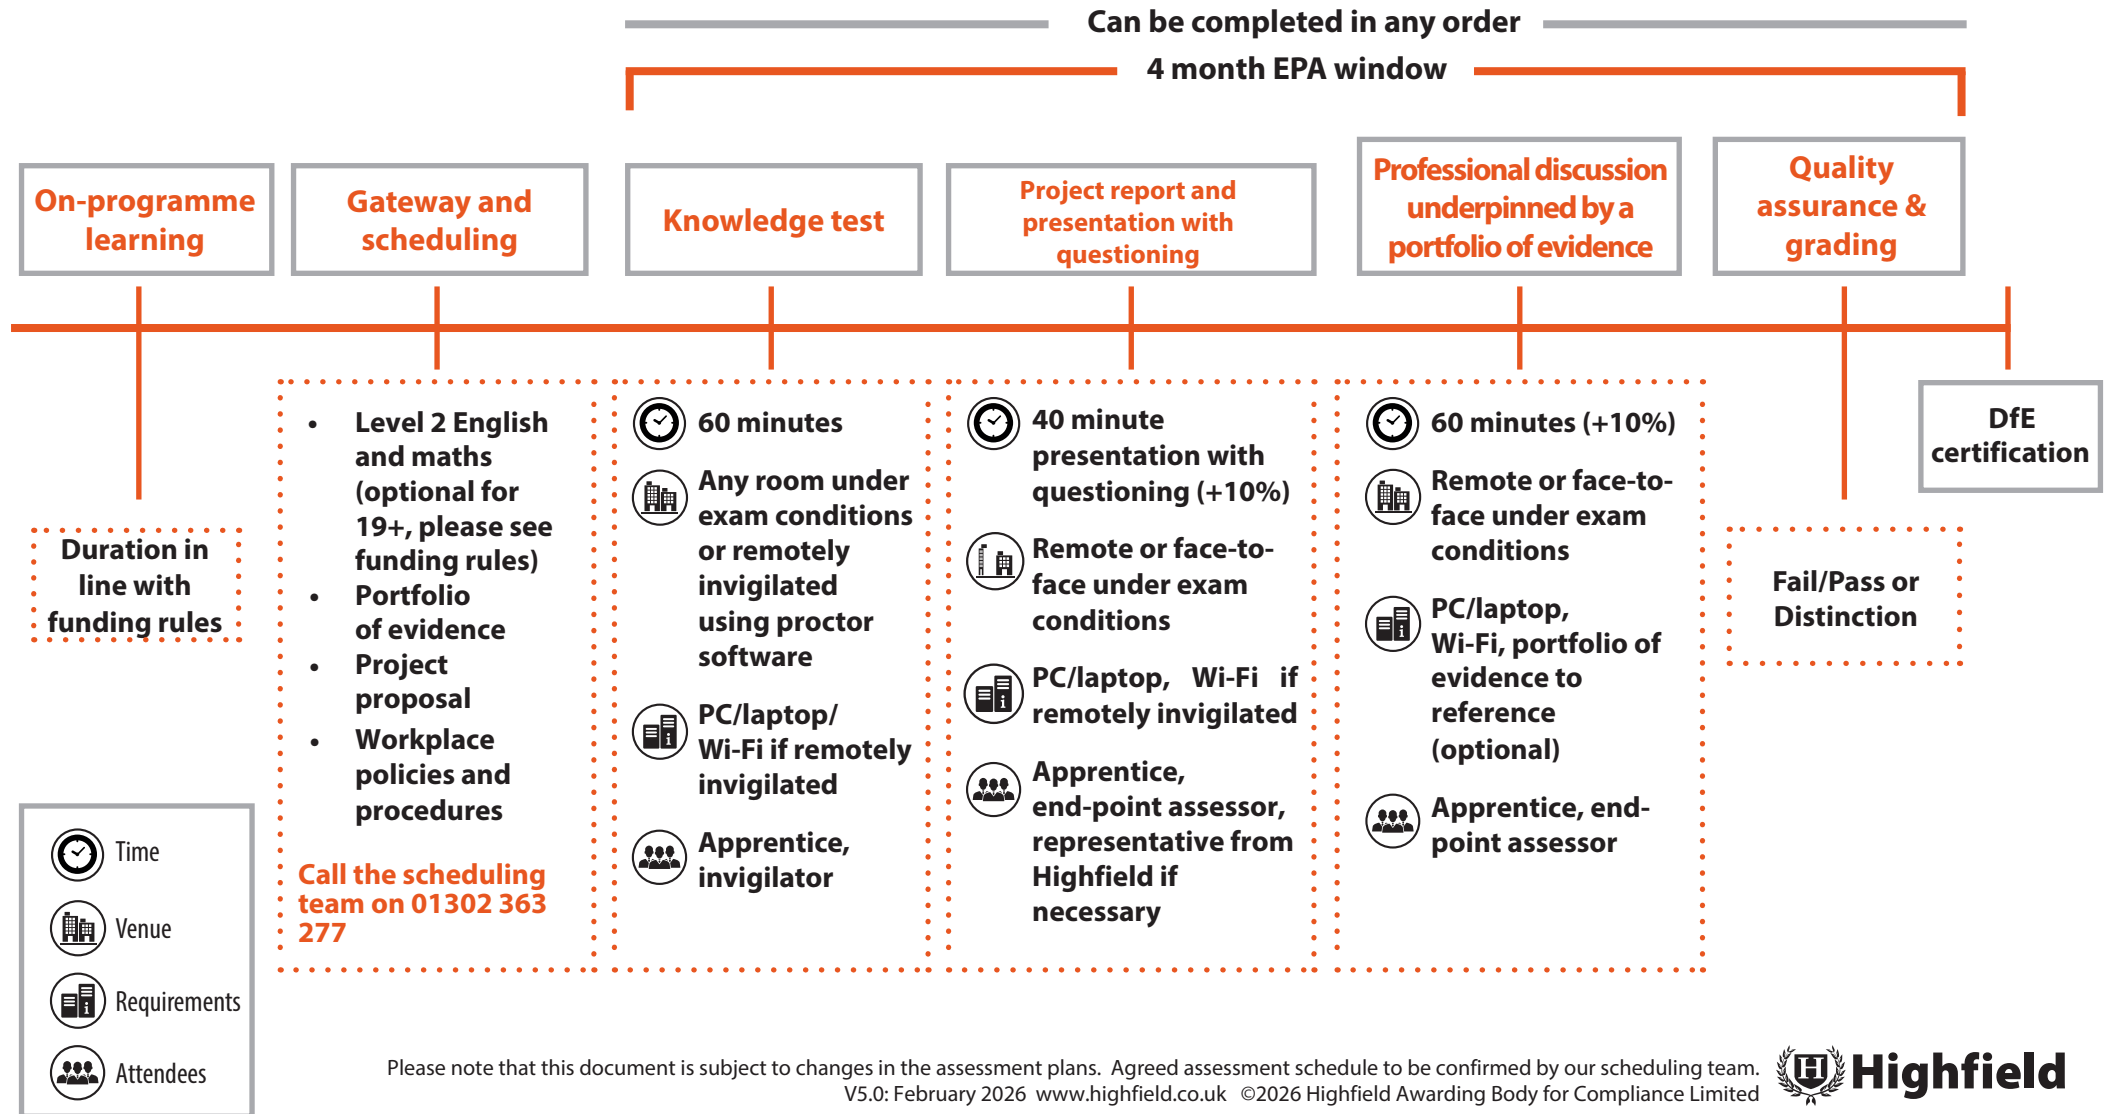 Can be completed in any order
4 month EPA window
On-programme
learning
Gateway and
scheduling
Knowledge test
Project report and
presentation with
questioning
Professional discussion
underpinned by a
portfolio of evidence
Quality
assurance &
grading
Duration in
line with
funding rules
• Level 2 English
and maths
(optional for
19+, please see
funding rules)
• Portfolio
of evidence
• Project
proposal
• Workplace
policies and
procedures
Call the scheduling
team on 01302 363
277
60 minutes
Any room under
exam conditions
or remotely
invigilated
using proctor
software
PC/laptop/
Wi-Fi if remotely
invigilated
Apprentice,
invigilator
40 minute
presentation with
questioning (+10%)
Remote or face-to-
face under exam
conditions
PC/laptop, Wi-Fi if
remotely invigilated
Apprentice,
end-point assessor,
representative from
Highfield if
necessary
60 minutes (+10%)
Remote or face-to-
face under exam
conditions
PC/laptop,
Wi-Fi, portfolio of
evidence to
reference
(optional)
Apprentice, end-
point assessor
Fail/Pass or
Distinction
DfE
certification
Time
Venue
Requirements
Attendees
Please note that this document is subject to changes in the assessment plans. Agreed assessment schedule to be confirmed by our scheduling team.
V5.0: February 2026 www.highfield.co.uk ©2026 Highfield Awarding Body for Compliance Limited
H Highfield